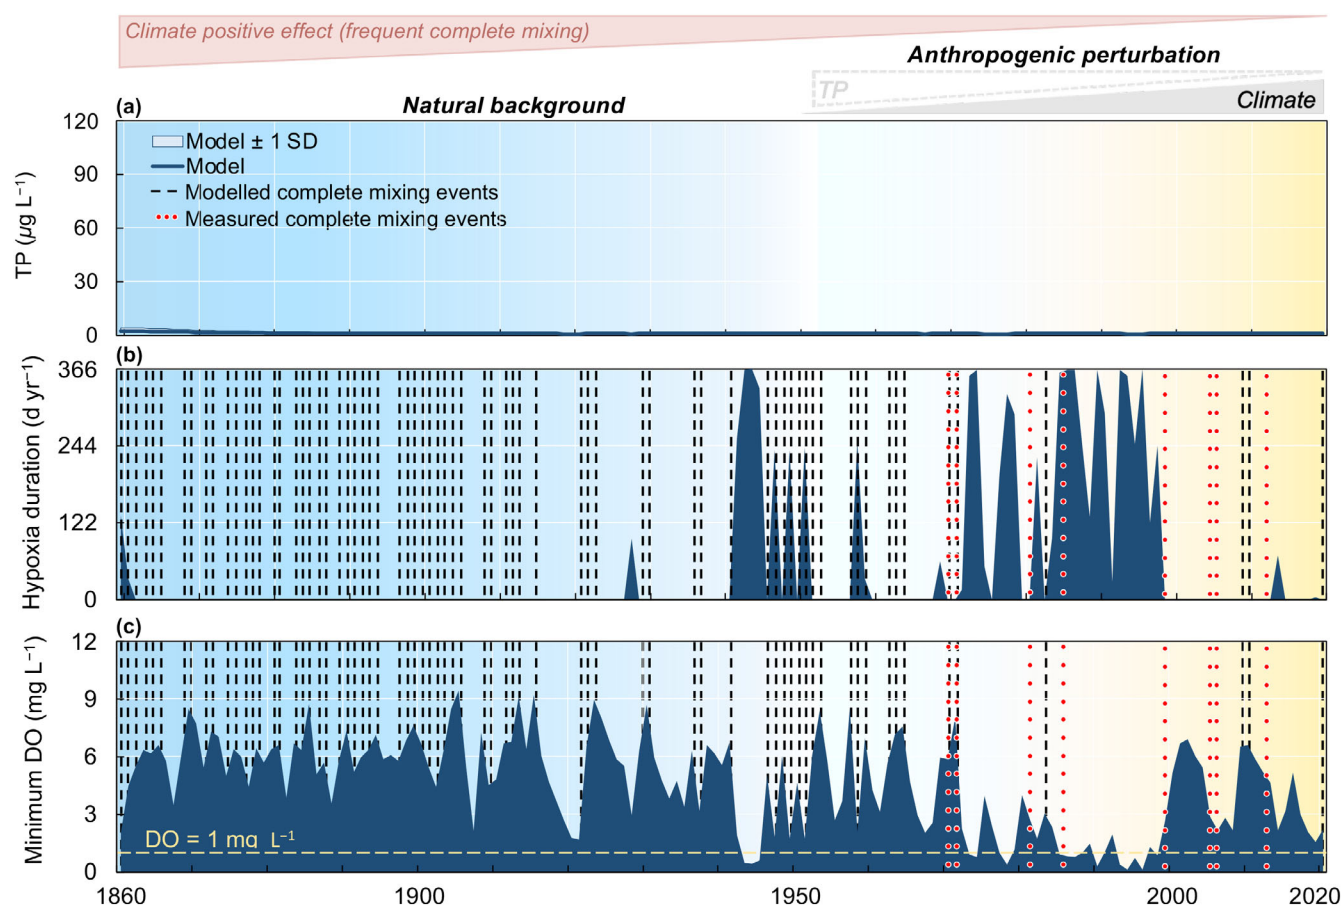 Climate positive effect (frequent complete mixing)
Anthropogenic perturbation
TP
Climate
(a)
Natural background
120
90
60
30
0
TP (µg L⁻¹)
Model ± 1 SD
Model
Modelled complete mixing events
Measured complete mixing events
(b)
366
244
122
0
Hypoxia duration (d yr⁻¹)
(c)
12
9
6
3
0
Minimum DO (mg L⁻¹)
DO = 1 mg L⁻¹
1860
1900
1950
2000
2020